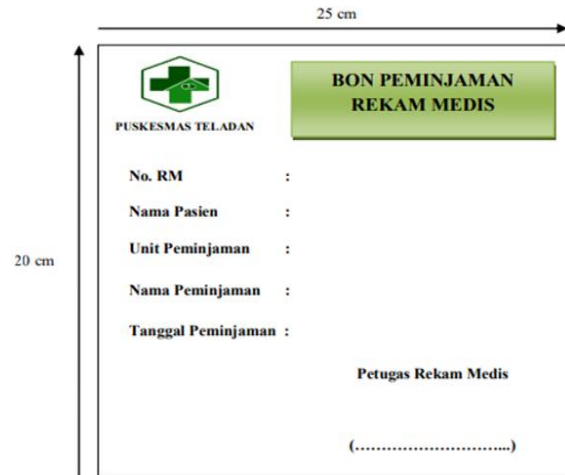 25 cm
BON PEMINJAMAN
REKAM MEDIS
PUSKESMAS TELADAN
No. RM :
Nama Pasien :
Unit Peminjaman :
20 cm
Nama Peminjaman :
Tanggal Peminjaman :
Petugas Rekam Medis
(………………………...)